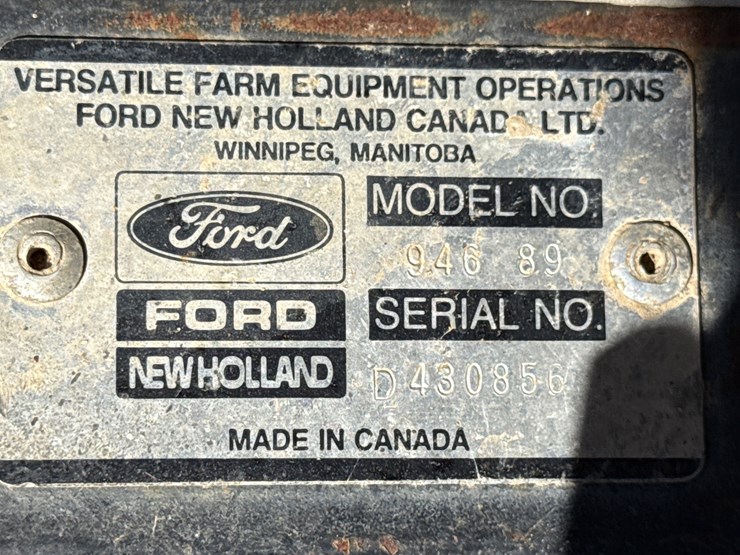 VERSATILE FARM EQUIPMENT OPERATIONS
FORD NEW HOLLAND CANADA LTD.
WINNIPEG, MANITOBA
Ford
MODEL NO.
946 89
FORD
SERIAL NO.
NEW HOLLAND
D430856
MADE IN CANADA